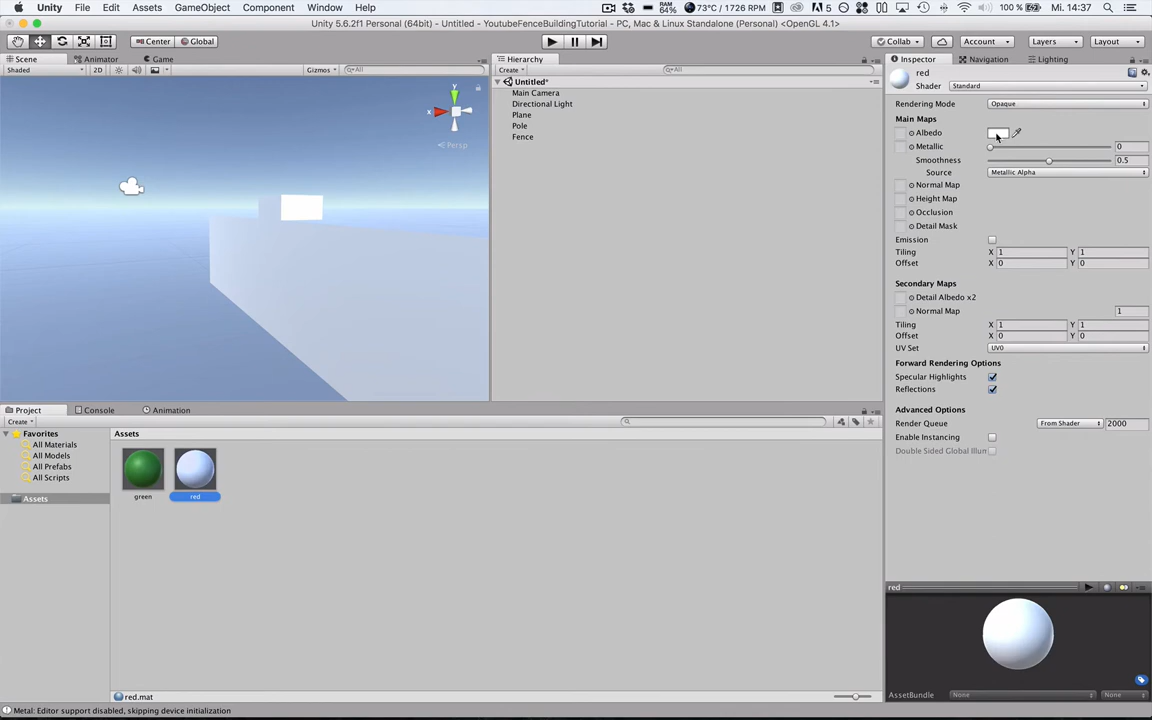 Unity File Edit Assets GameObject Component Window Help RAM 64% 73°C / 1726 RPM 5 100 % Mi. 14:37
Unity 5.6.2f1 Personal (64bit) - Untitled - YoutubeFenceBuildingTutorial - PC, Mac & Linux Standalone (Personal) <OpenGL 4.1>
Center Global Collab Account Layers Layout
Scene Animator Game Hierarchy Inspector Navigation Lighting
Shaded 2D Gizmos All Create All
Untitled*
Main Camera
Directional Light
Plane
Pole
Fence
y
x
Persp
red
Shader Standard
Rendering Mode Opaque
Main Maps
Albedo
Metallic 0
Smoothness 0.5
Source Metallic Alpha
Normal Map
Height Map
Occlusion
Detail Mask
Emission
Tiling X 1 Y 1
Offset X 0 Y 0
Secondary Maps
Detail Albedo x2
Normal Map 1
Tiling X 1 Y 1
Offset X 0 Y 0
UV Set UV0
Forward Rendering Options
Specular Highlights
Reflections
Advanced Options
Render Queue From Shader 2000
Enable Instancing
Double Sided Global Illum
Project Console Animation
Create
Favorites
All Materials
All Models
All Prefabs
All Scripts
Assets
Assets
green
red
red.mat
red
AssetBundle None None
Metal: Editor support disabled, skipping device initialization